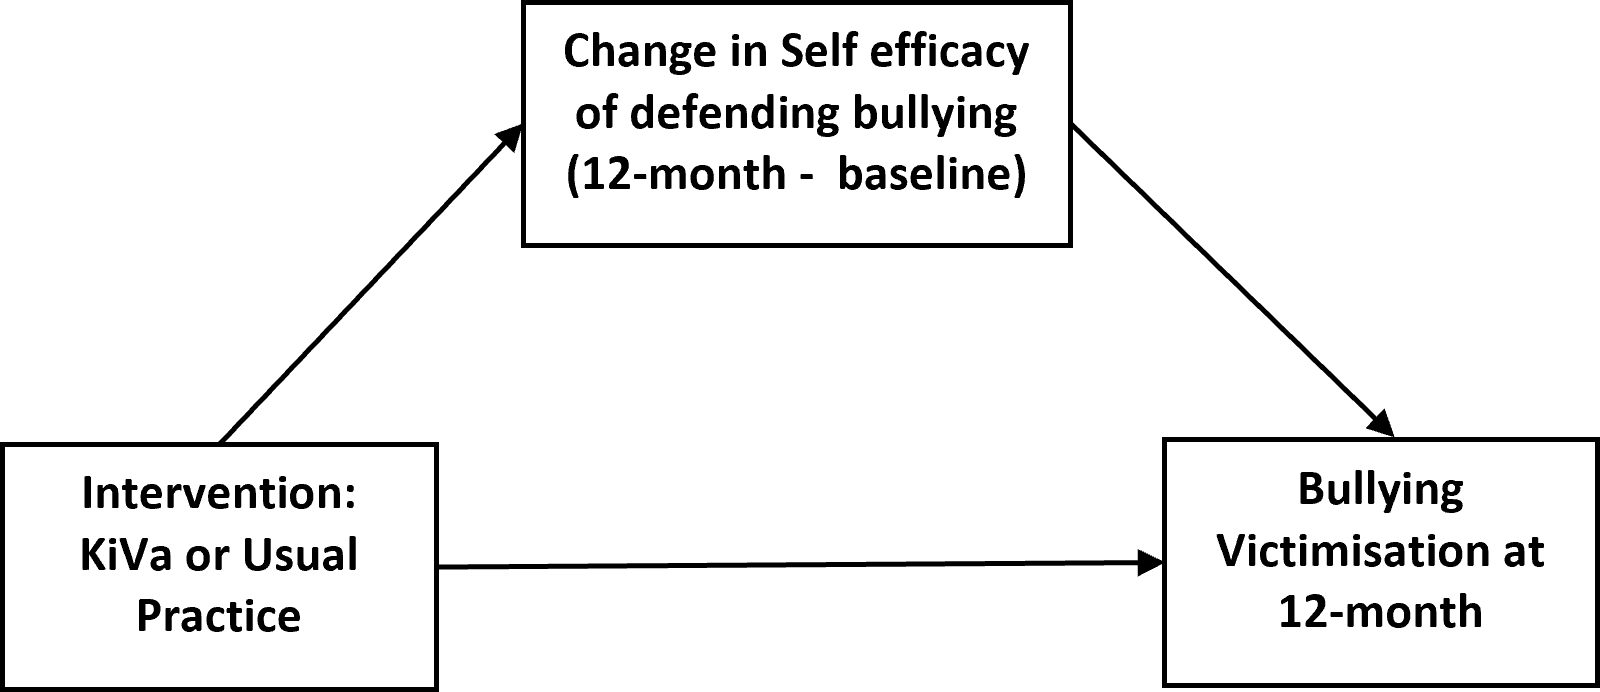 Change in Self efficacy
of defending bullying
(12-month -  baseline)
Intervention:
KiVa or Usual
Practice
Bullying
Victimisation at
12-month